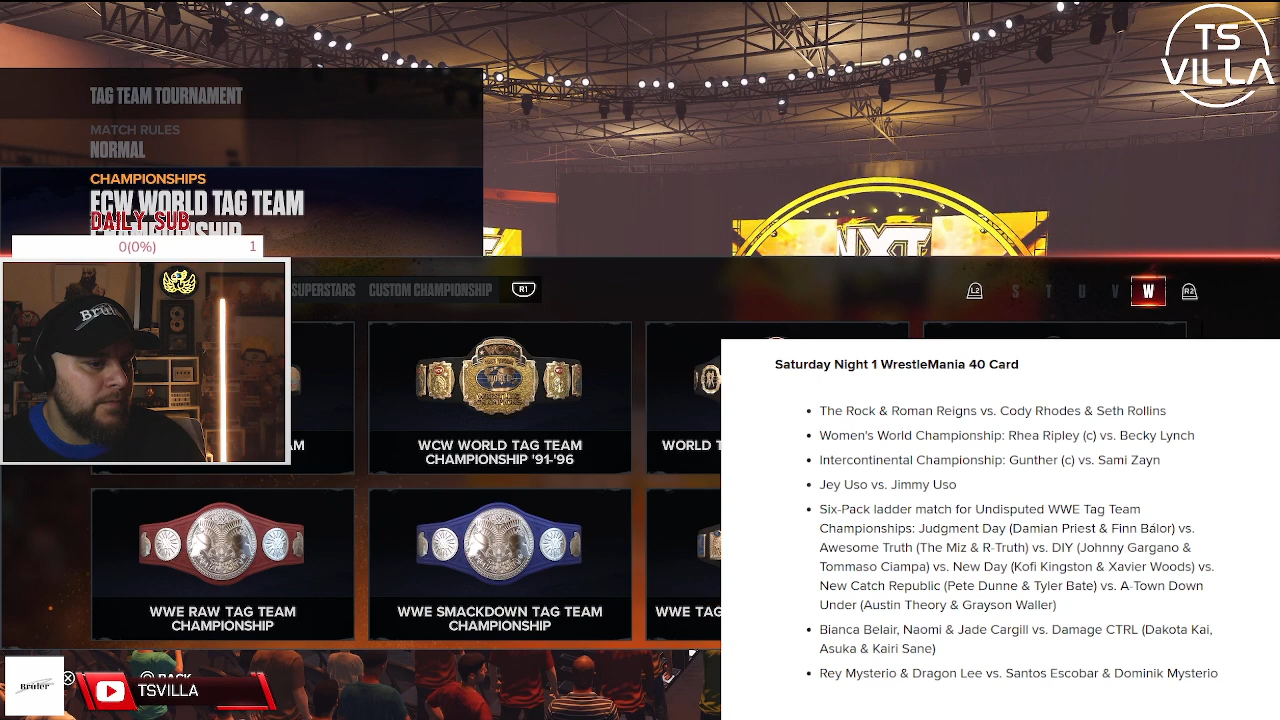 TS
VILLA
TAG TEAM TOURNAMENT
MATCH RULES
NORMAL
CHAMPIONSHIPS
ECW WORLD TAG TEAM
CHAMPIONSHIP
DAILY SUB
0(0%) 1
NXT
SUPERSTARS CUSTOM CHAMPIONSHIP R1
L2 S T U V W R2
Brüder
WCW WORLD TAG TEAM
CHAMPIONSHIP '91-'96
WORLD T
WWE RAW TAG TEAM
CHAMPIONSHIP
WWE SMACKDOWN TAG TEAM
CHAMPIONSHIP
WWE TAG
Saturday Night 1 WrestleMania 40 Card
• The Rock & Roman Reigns vs. Cody Rhodes & Seth Rollins
• Women's World Championship: Rhea Ripley (c) vs. Becky Lynch
• Intercontinental Championship: Gunther (c) vs. Sami Zayn
• Jey Uso vs. Jimmy Uso
• Six-Pack ladder match for Undisputed WWE Tag Team
Championships: Judgment Day (Damian Priest & Finn Bálor) vs.
Awesome Truth (The Miz & R-Truth) vs. DIY (Johnny Gargano &
Tommaso Ciampa) vs. New Day (Kofi Kingston & Xavier Woods) vs.
New Catch Republic (Pete Dunne & Tyler Bate) vs. A-Town Down
Under (Austin Theory & Grayson Waller)
• Bianca Belair, Naomi & Jade Cargill vs. Damage CTRL (Dakota Kai,
Asuka & Kairi Sane)
• Rey Mysterio & Dragon Lee vs. Santos Escobar & Dominik Mysterio
Brüder
BACK
TSVILLA